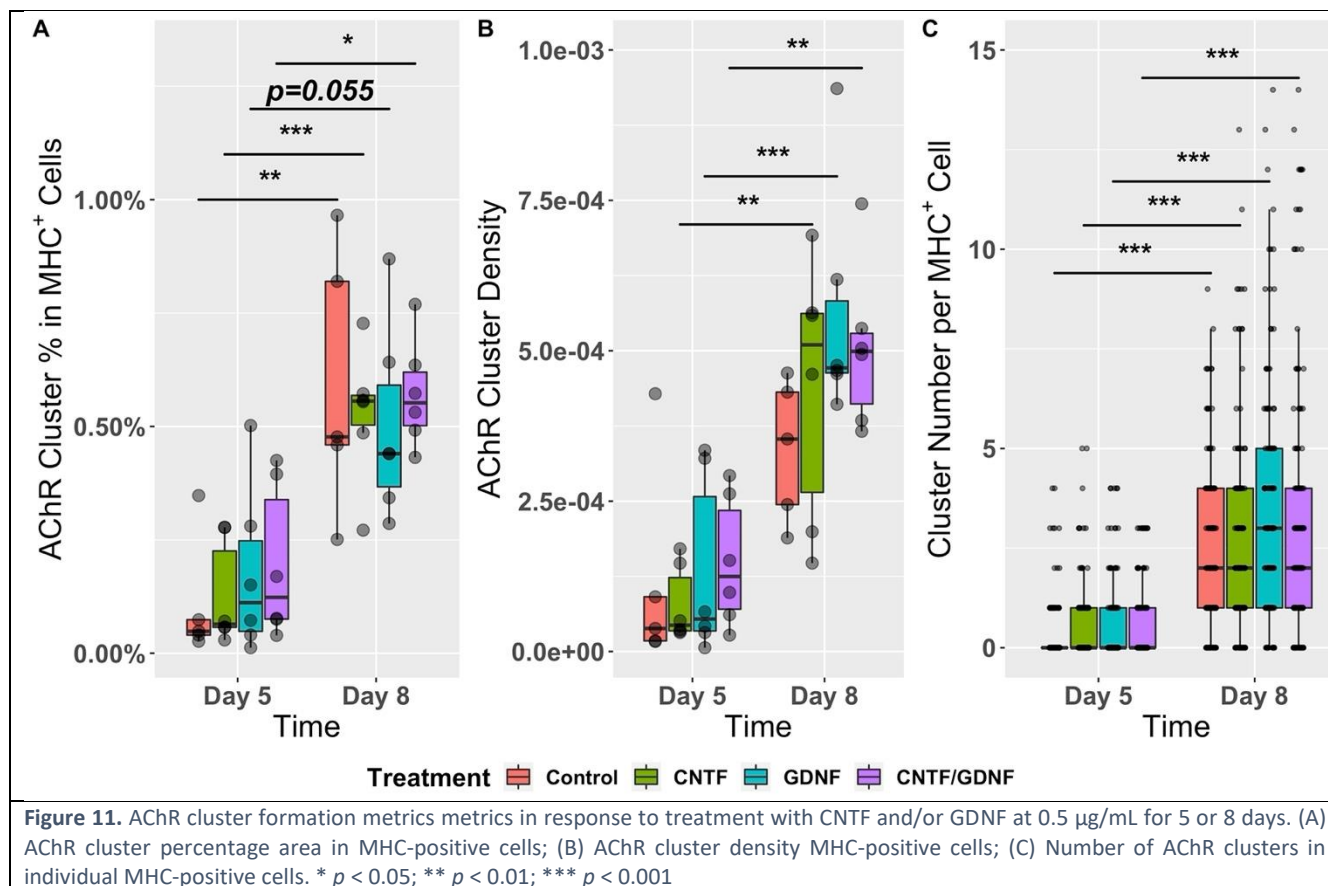 A
AChR Cluster % in MHC+ Cells
1.00%
0.50%
0.00%
*
p=0.055
***
**
Day 5 Day 8
Time
B
AChR Cluster Density
1.0e-03
7.5e-04
5.0e-04
2.5e-04
0.0e+00
**
***
**
Day 5 Day 8
Time
C
Cluster Number per MHC+ Cell
15
10
5
0
***
***
***
***
Day 5 Day 8
Time
Treatment Control CNTF GDNF CNTF/GDNF
Figure 11. AChR cluster formation metrics metrics in response to treatment with CNTF and/or GDNF at 0.5 µg/mL for 5 or 8 days. (A)
AChR cluster percentage area in MHC-positive cells; (B) AChR cluster density MHC-positive cells; (C) Number of AChR clusters in
individual MHC-positive cells. * p < 0.05; ** p < 0.01; *** p < 0.001